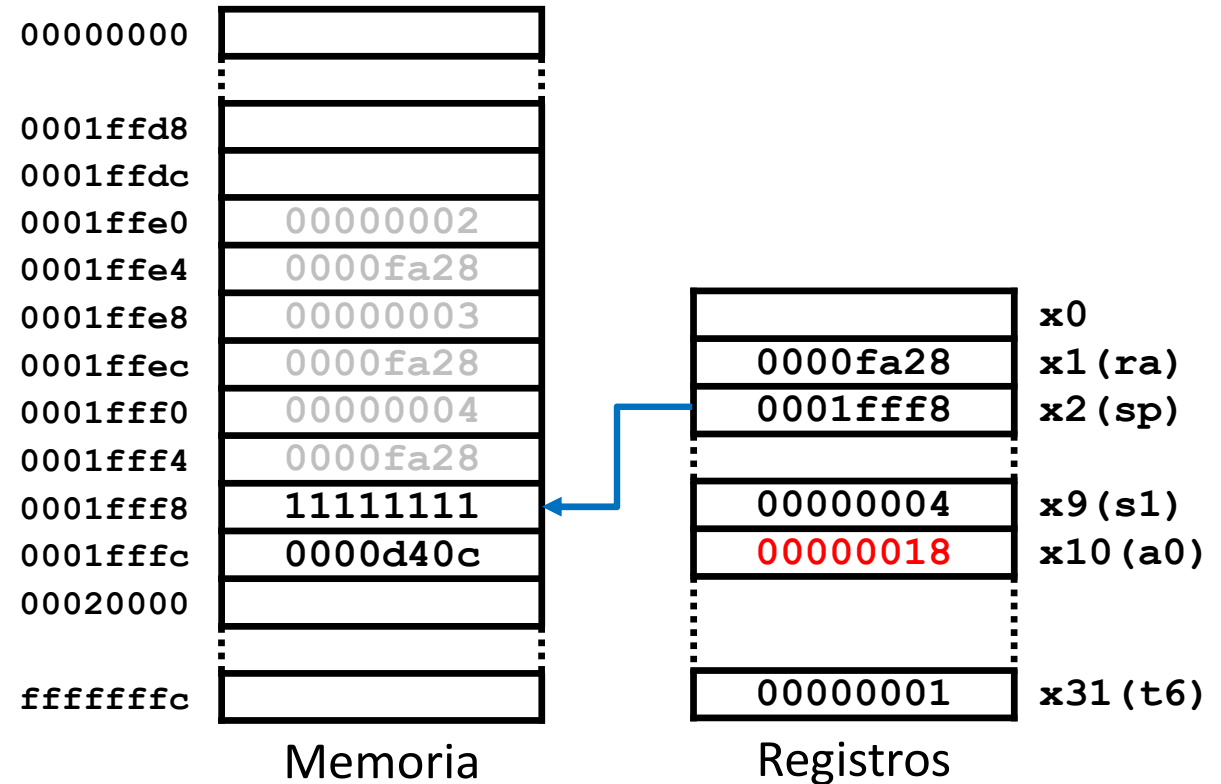 00000000
0001ffd8
0001ffdc
0001ffe0 00000002
0001ffe4 0000fa28
0001ffe8 00000003 x0
0001ffec 0000fa28 0000fa28 x1(ra)
0001fff0 00000004 0001fff8 x2(sp)
0001fff4 0000fa28
0001fff8 11111111 00000004 x9(s1)
0001fffc 0000d40c 00000018 x10(a0)
00020000
fffffffc 00000001 x31(t6)
Memoria Registros